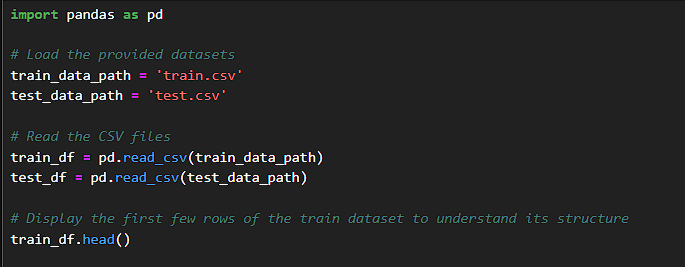 import pandas as pd
# Load the provided datasets
train_data_path = 'train.csv'
test_data_path = 'test.csv'
# Read the CSV files
train_df = pd.read_csv(train_data_path)
test_df = pd.read_csv(test_data_path)
# Display the first few rows of the train dataset to understand its structure
train_df.head()